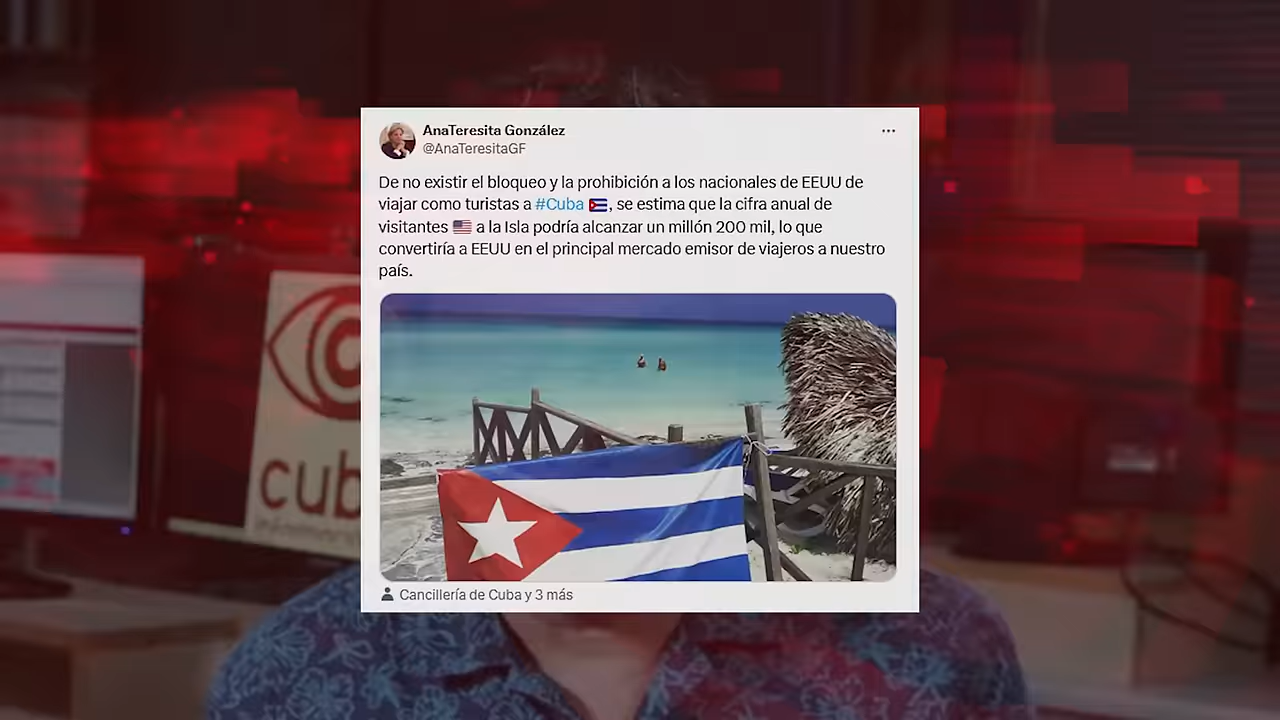 AnaTeresita González
@AnaTeresitaGF
De no existir el bloqueo y la prohibición a los nacionales de EEUU de
viajar como turistas a #Cuba 🇨🇺, se estima que la cifra anual de
visitantes 🇺🇸 a la Isla podría alcanzar un millón 200 mil, lo que
convertiría a EEUU en el principal mercado emisor de viajeros a nuestro
país.
Cancillería de Cuba y 3 más
cub